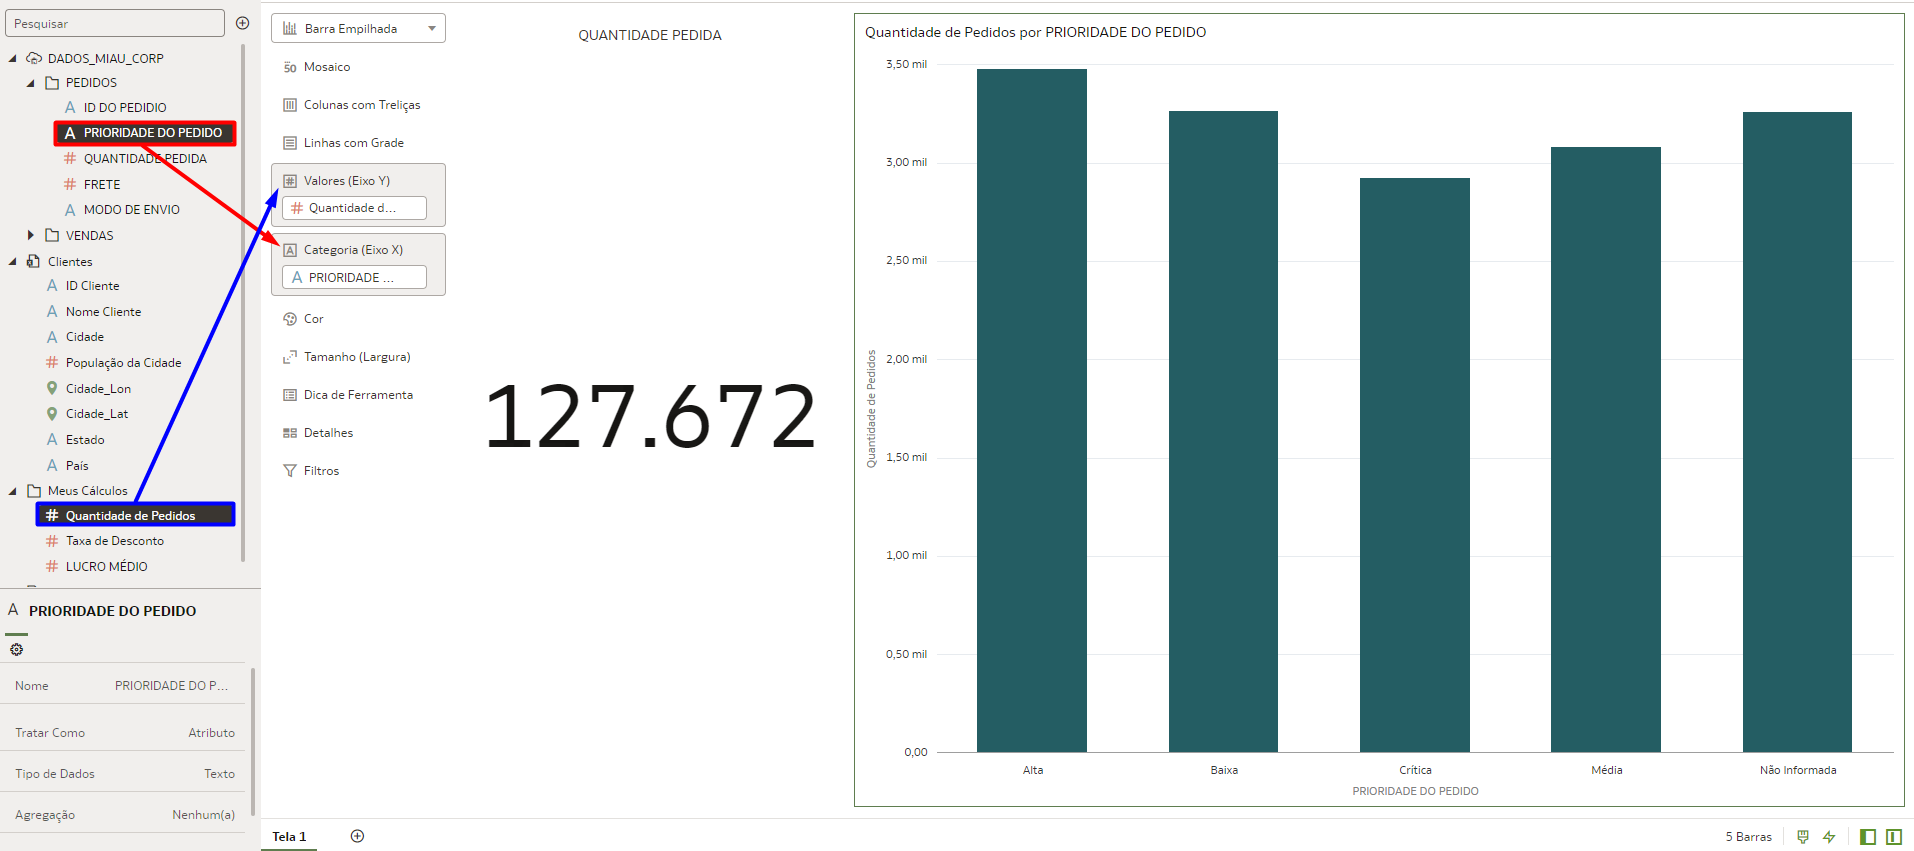 Pesquisar
DADOS_MIAU_CORP
PEDIDOS
ID DO PEDIDIO
PRIORIDADE DO PEDIDO
QUANTIDADE PEDIDA
FRETE
MODO DE ENVIO
VENDAS
Clientes
ID Cliente
Nome Cliente
Cidade
População da Cidade
Cidade_Lon
Cidade_Lat
Estado
País
Meus Cálculos
Quantidade de Pedidos
Taxa de Desconto
LUCRO MÉDIO
PRIORIDADE DO PEDIDO
Nome PRIORIDADE DO P...
Tratar Como Atributo
Tipo de Dados Texto
Agregação Nenhum(a)
Barra Empilhada
Mosaico
Colunas com Treliças
Linhas com Grade
Valores (Eixo Y)
Quantidade d...
Categoria (Eixo X)
PRIORIDADE ...
Cor
Tamanho (Largura)
Dica de Ferramenta
Detalhes
Filtros
QUANTIDADE PEDIDA
127.672
Quantidade de Pedidos por PRIORIDADE DO PEDIDO
3,50 mil
3,00 mil
2,50 mil
2,00 mil
1,50 mil
1,00 mil
0,50 mil
0,00
Quantidade de Pedidos
Alta Baixa Crítica Média Não Informada
PRIORIDADE DO PEDIDO
Tela 1
5 Barras